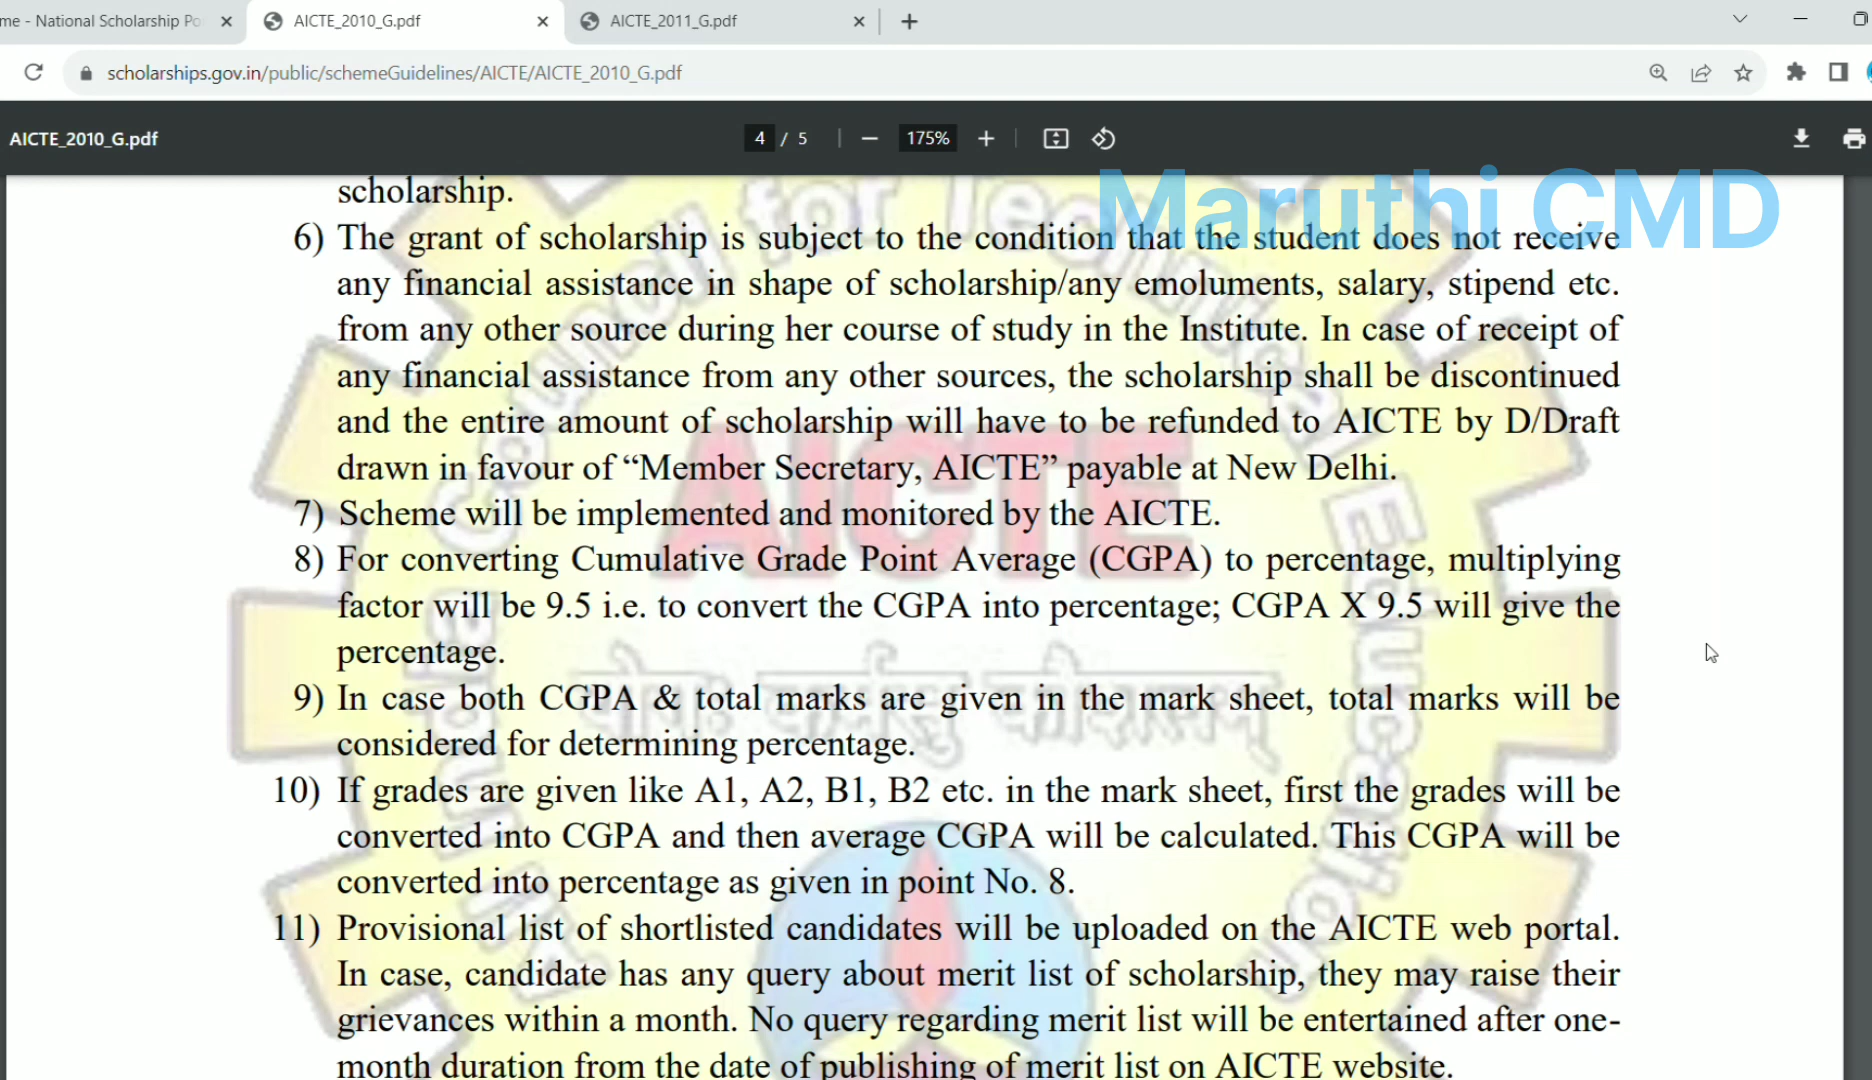 me - National Scholarship Po
AICTE_2010_G.pdf
AICTE_2011_G.pdf
scholarships.gov.in/public/schemeGuidelines/AICTE/AICTE_2010_G.pdf
AICTE_2010_G.pdf
4 / 5
175%
Maruthi CMD
scholarship.
6) The grant of scholarship is subject to the condition that the student does not receive
any financial assistance in shape of scholarship/any emoluments, salary, stipend etc.
from any other source during her course of study in the Institute. In case of receipt of
any financial assistance from any other sources, the scholarship shall be discontinued
and the entire amount of scholarship will have to be refunded to AICTE by D/Draft
drawn in favour of “Member Secretary, AICTE” payable at New Delhi.
7) Scheme will be implemented and monitored by the AICTE.
8) For converting Cumulative Grade Point Average (CGPA) to percentage, multiplying
factor will be 9.5 i.e. to convert the CGPA into percentage; CGPA X 9.5 will give the
percentage.
9) In case both CGPA & total marks are given in the mark sheet, total marks will be
considered for determining percentage.
10) If grades are given like A1, A2, B1, B2 etc. in the mark sheet, first the grades will be
converted into CGPA and then average CGPA will be calculated. This CGPA will be
converted into percentage as given in point No. 8.
11) Provisional list of shortlisted candidates will be uploaded on the AICTE web portal.
In case, candidate has any query about merit list of scholarship, they may raise their
grievances within a month. No query regarding merit list will be entertained after one-
month duration from the date of publishing of merit list on AICTE website.
AICTE